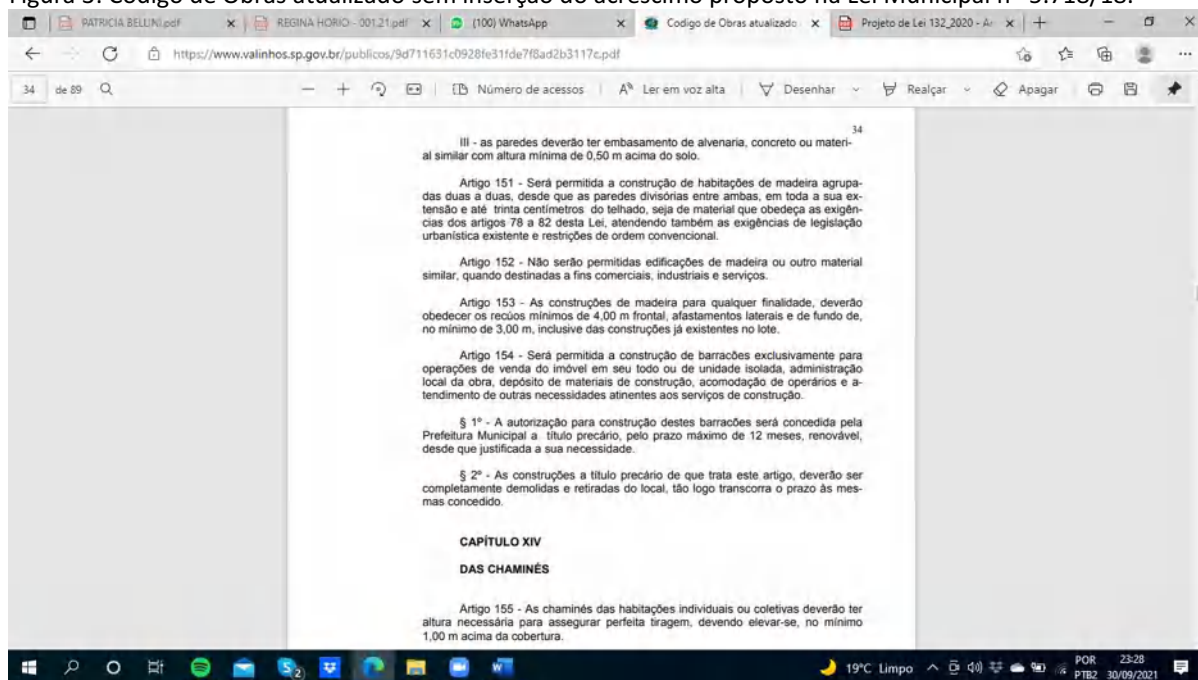 Figura 5: Código de Obras atualizado sem inserção do acréscimo proposto na Lei Municipal nº 5.718/18.
PATRICIA BELLINI.pdf
REGINA HORIO - 001.21.pdf
(100) WhatsApp
Codigo de Obras atualizado
Projeto de Lei 132_2020 - A
https://www.valinhos.sp.gov.br/publicos/9d711631c0928fe31fde7f8ad2b3117c.pdf
34 de 89
Número de acessos
Ler em voz alta
Desenhar
Realçar
Apagar
34
III - as paredes deverão ter embasamento de alvenaria, concreto ou materi-
al similar com altura mínima de 0,50 m acima do solo.
Artigo 151 - Será permitida a construção de habitações de madeira agrupa-
das duas a duas, desde que as paredes divisórias entre ambas, em toda a sua ex-
tensão e até trinta centímetros do telhado, seja de material que obedeça as exigên-
cias dos artigos 78 a 82 desta Lei, atendendo também as exigências de legislação
urbanística existente e restrições de ordem convencional.
Artigo 152 - Não serão permitidas edificações de madeira ou outro material
similar, quando destinadas a fins comerciais, industriais e serviços.
Artigo 153 - As construções de madeira para qualquer finalidade, deverão
obedecer os recúos mínimos de 4,00 m frontal, afastamentos laterais e de fundo de,
no mínimo de 3,00 m, inclusive das construções já existentes no lote.
Artigo 154 - Será permitida a construção de barracões exclusivamente para
operações de venda do imóvel em seu todo ou de unidade isolada, administração
local da obra, depósito de materiais de construção, acomodação de operários e a-
tendimento de outras necessidades atinentes aos serviços de construção.
§ 1º - A autorização para construção destes barracões será concedida pela
Prefeitura Municipal a título precário, pelo prazo máximo de 12 meses, renovável,
desde que justificada a sua necessidade.
§ 2º - As construções a título precário de que trata este artigo, deverão ser
completamente demolidas e retiradas do local, tão logo transcorra o prazo às mes-
mas concedido.
CAPÍTULO XIV
DAS CHAMINÉS
Artigo 155 - As chaminés das habitações individuais ou coletivas deverão ter
altura necessária para assegurar perfeita tiragem, devendo elevar-se, no mínimo
1,00 m acima da cobertura.
19°C Limpo
POR
PTB2
23:28
30/09/2021